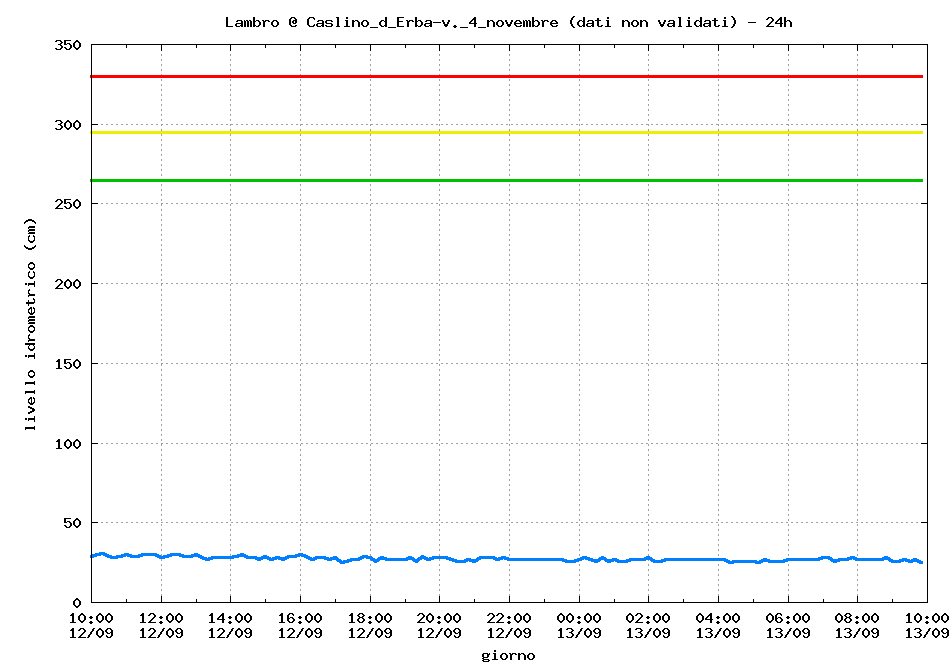 Lambro @ Caslino_d_Erba-v._4_novembre (dati non validati) - 24h
350
300
250
200
150
100
50
0
livello idrometrico (cm)
10:00 12:00 14:00 16:00 18:00 20:00 22:00 00:00 02:00 04:00 06:00 08:00 10:00
12/09 12/09 12/09 12/09 12/09 12/09 12/09 13/09 13/09 13/09 13/09 13/09 13/09
giorno